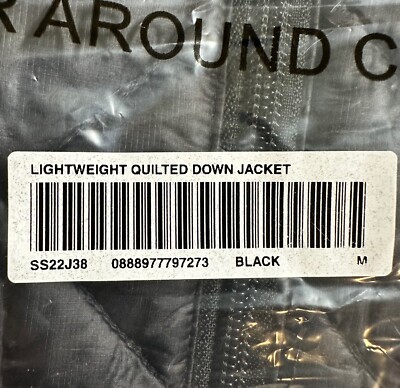 R AROUND C
LIGHTWEIGHT QUILTED DOWN JACKET
SS22J38 0888977797273 BLACK M